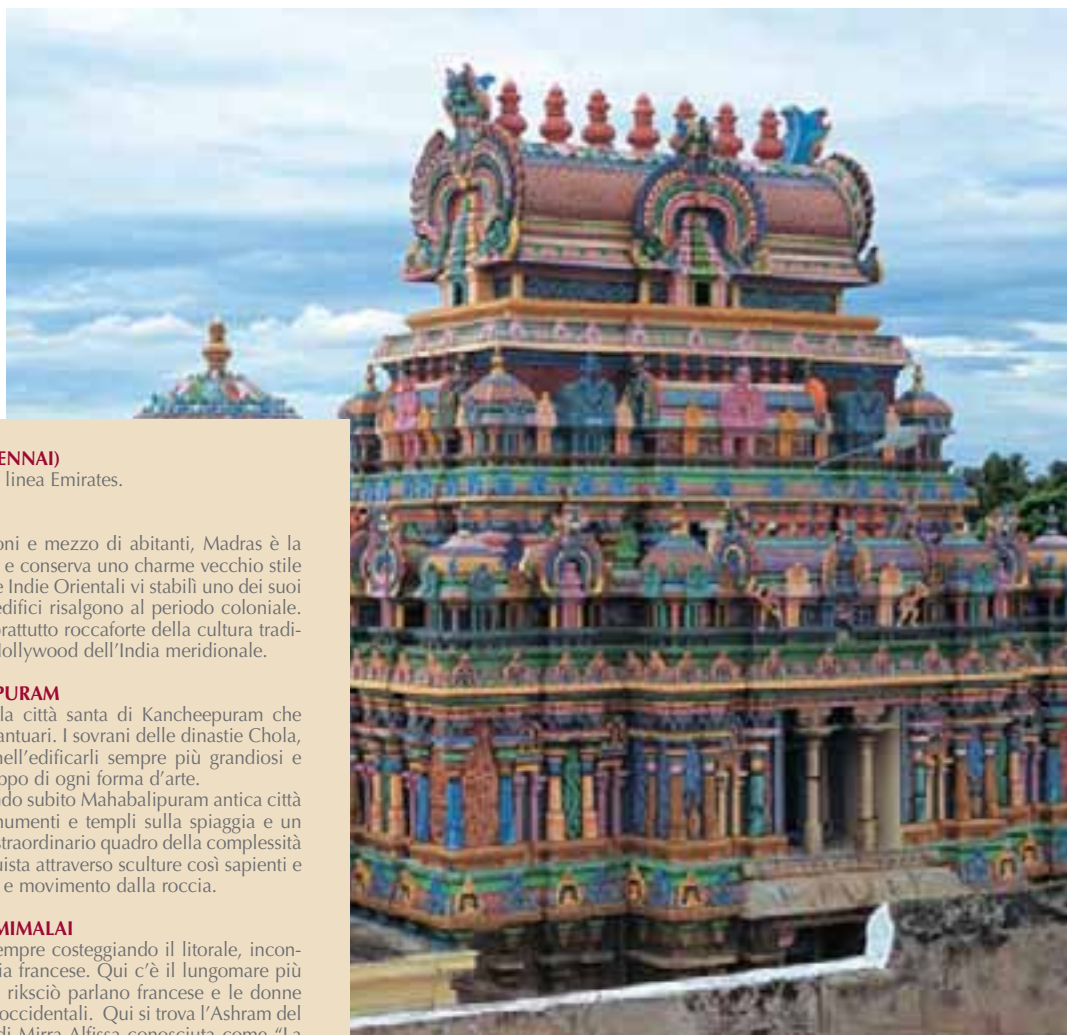 ENNAI)
linea Emirates.
oni e mezzo di abitanti, Madras è la
e conserva uno charme vecchio stile
e Indie Orientali vi stabilì uno dei suoi
edifici risalgono al periodo coloniale.
prattutto roccaforte della cultura tradi-
Hollywood dell’India meridionale.
PURAM
la città santa di Kancheepuram che
antuari. I sovrani delle dinastie Chola,
nell’edificarli sempre più grandiosi e
ppo di ogni forma d’arte.
ndo subito Mahabalipuram antica città
numenti e templi sulla spiaggia e un
straordinario quadro della complessità
uista attraverso sculture così sapienti e
e movimento dalla roccia.
MIMALAI
empre costeggiando il litorale, incon-
ia francese. Qui c’è il lungomare più
riksciò parlano francese e le donne
occidentali. Qui si trova l’Ashram del
di Mirra Alfissa conosciuta come “La